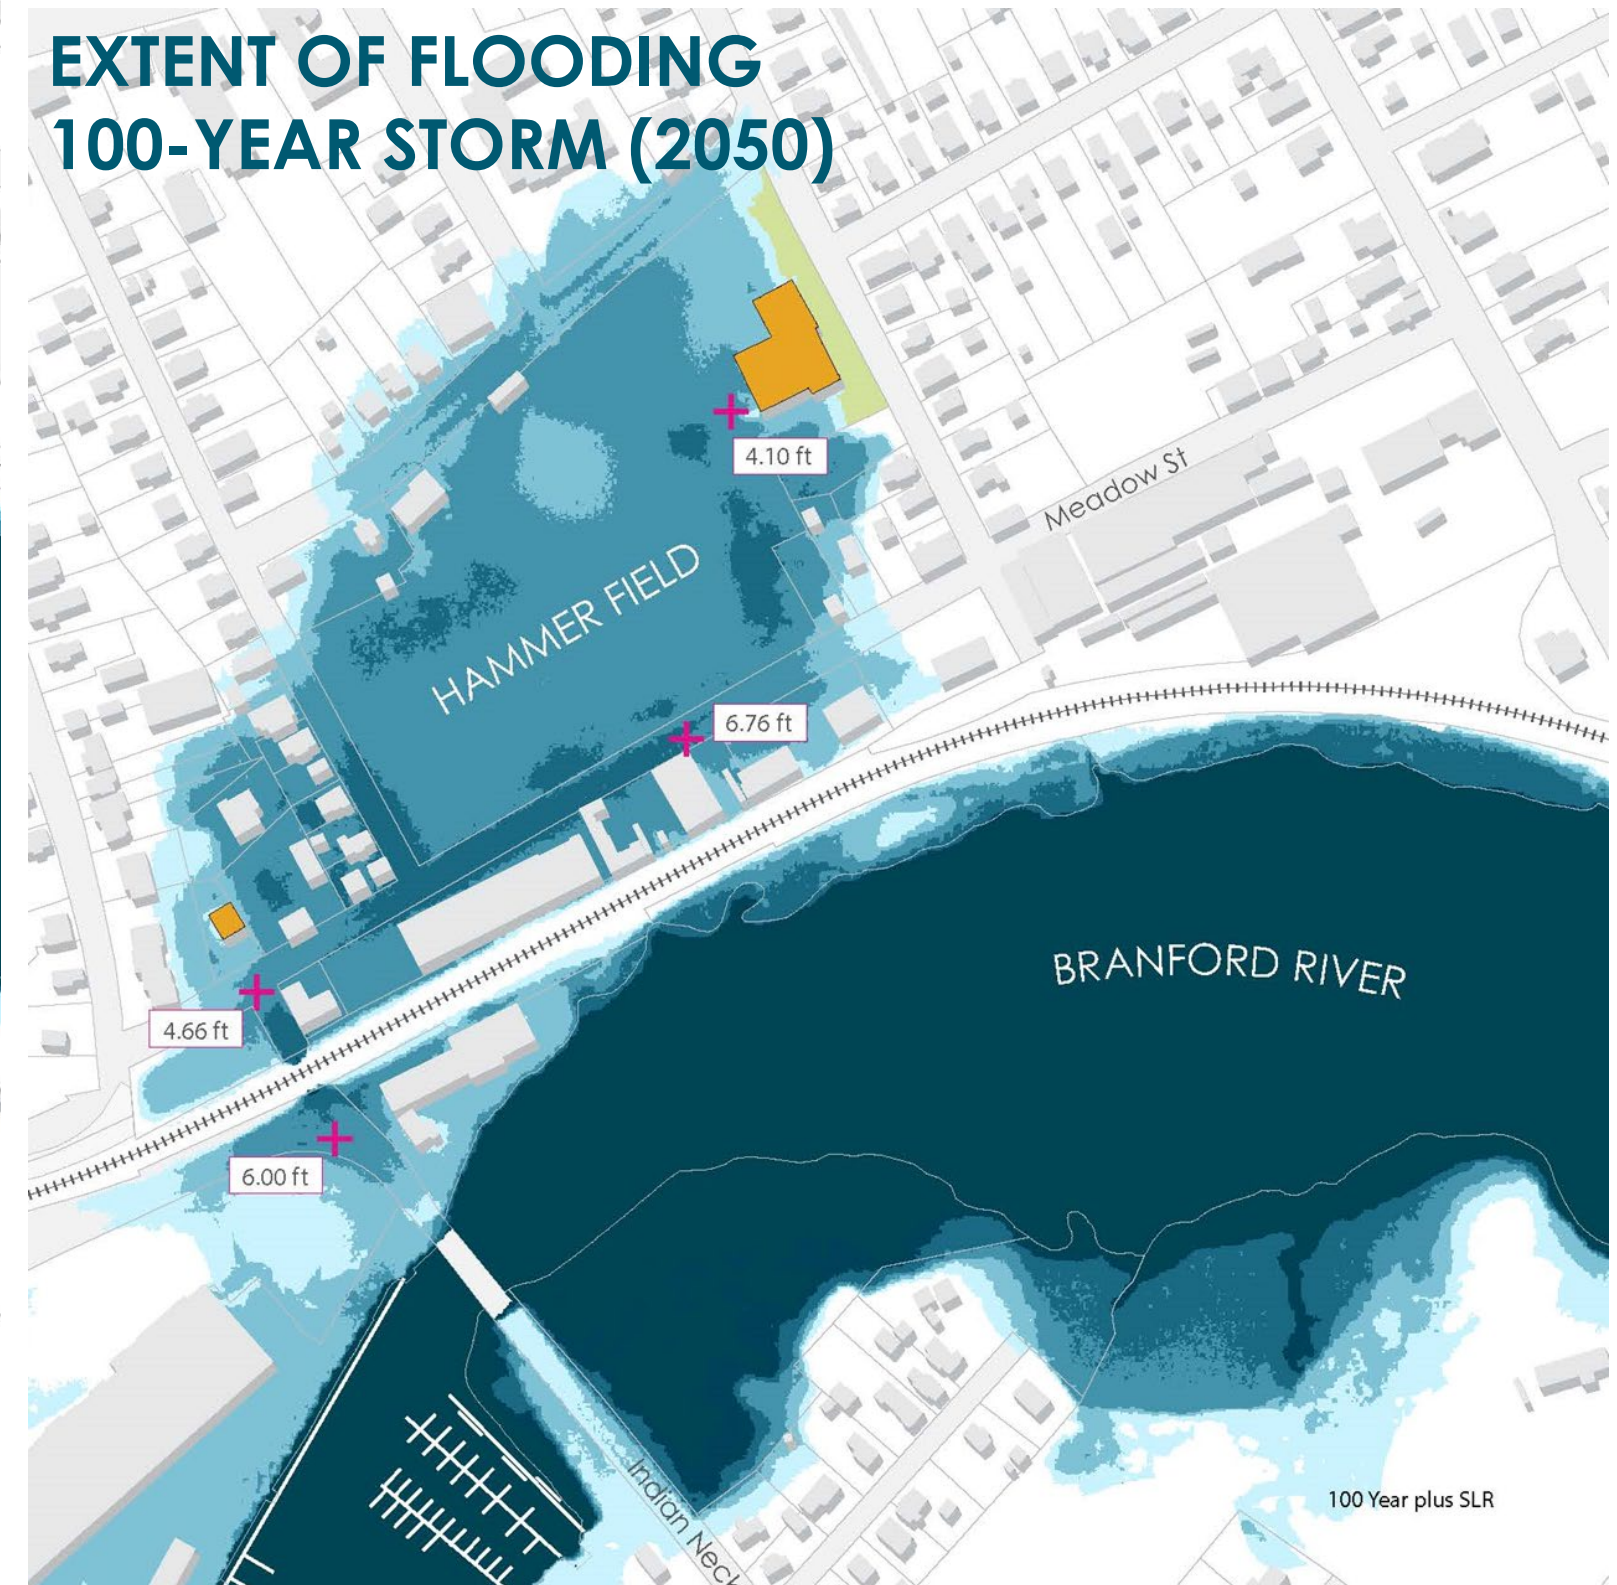 EXTENT OF FLOODING
100-YEAR STORM (2050)
4.10 ft
Meadow St
HAMMER FIELD
6.76 ft
BRANFORD RIVER
4.66 ft
6.00 ft
Indian Neck
100 Year plus SLR